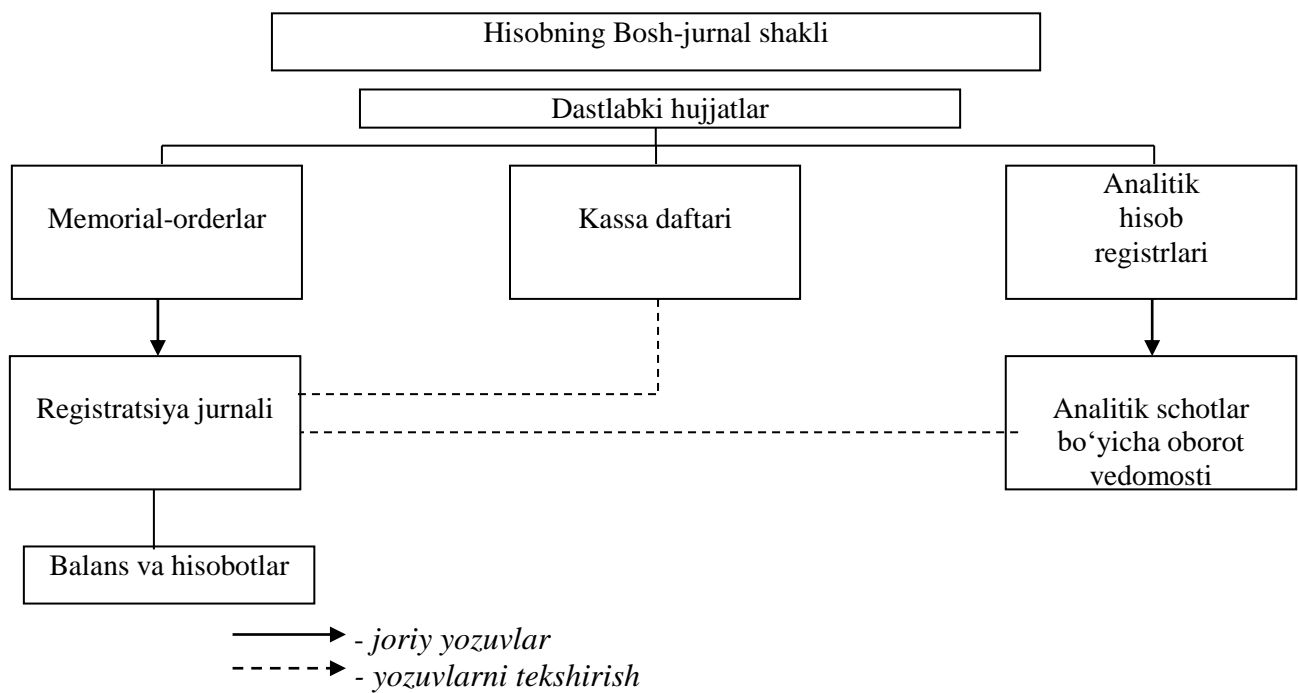 Hisobning Bosh-jurnal shakli
Dastlabki hujjatlar
Memorial-orderlar
Kassa daftari
Analitik
hisob
registrlari
Registratsiya jurnali
Analitik schotlar
bo‘yicha oborot
vedomosti
Balans va hisobotlar
- joriy yozuvlar
- yozuvlarni tekshirish